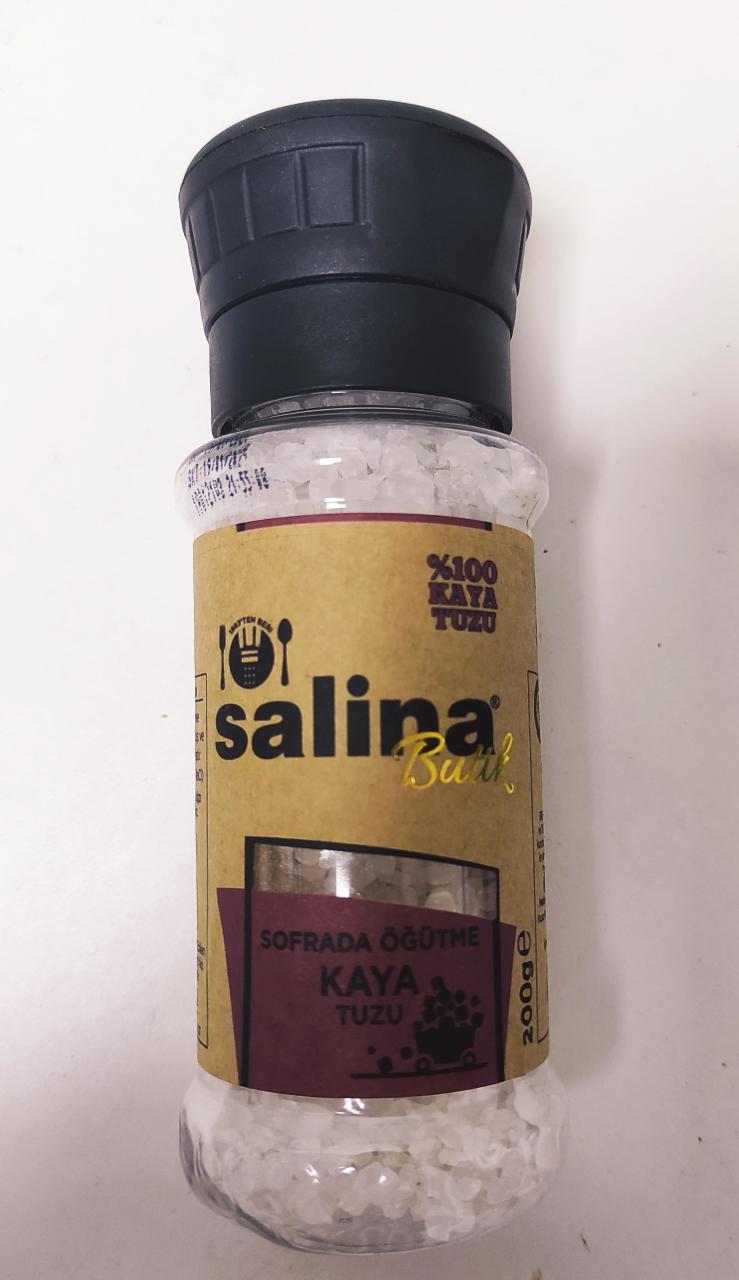 %100
KAYA
TUZU
salina®
Butik
SOFRADA ÖĞÜTME
KAYA
TUZU
200g e